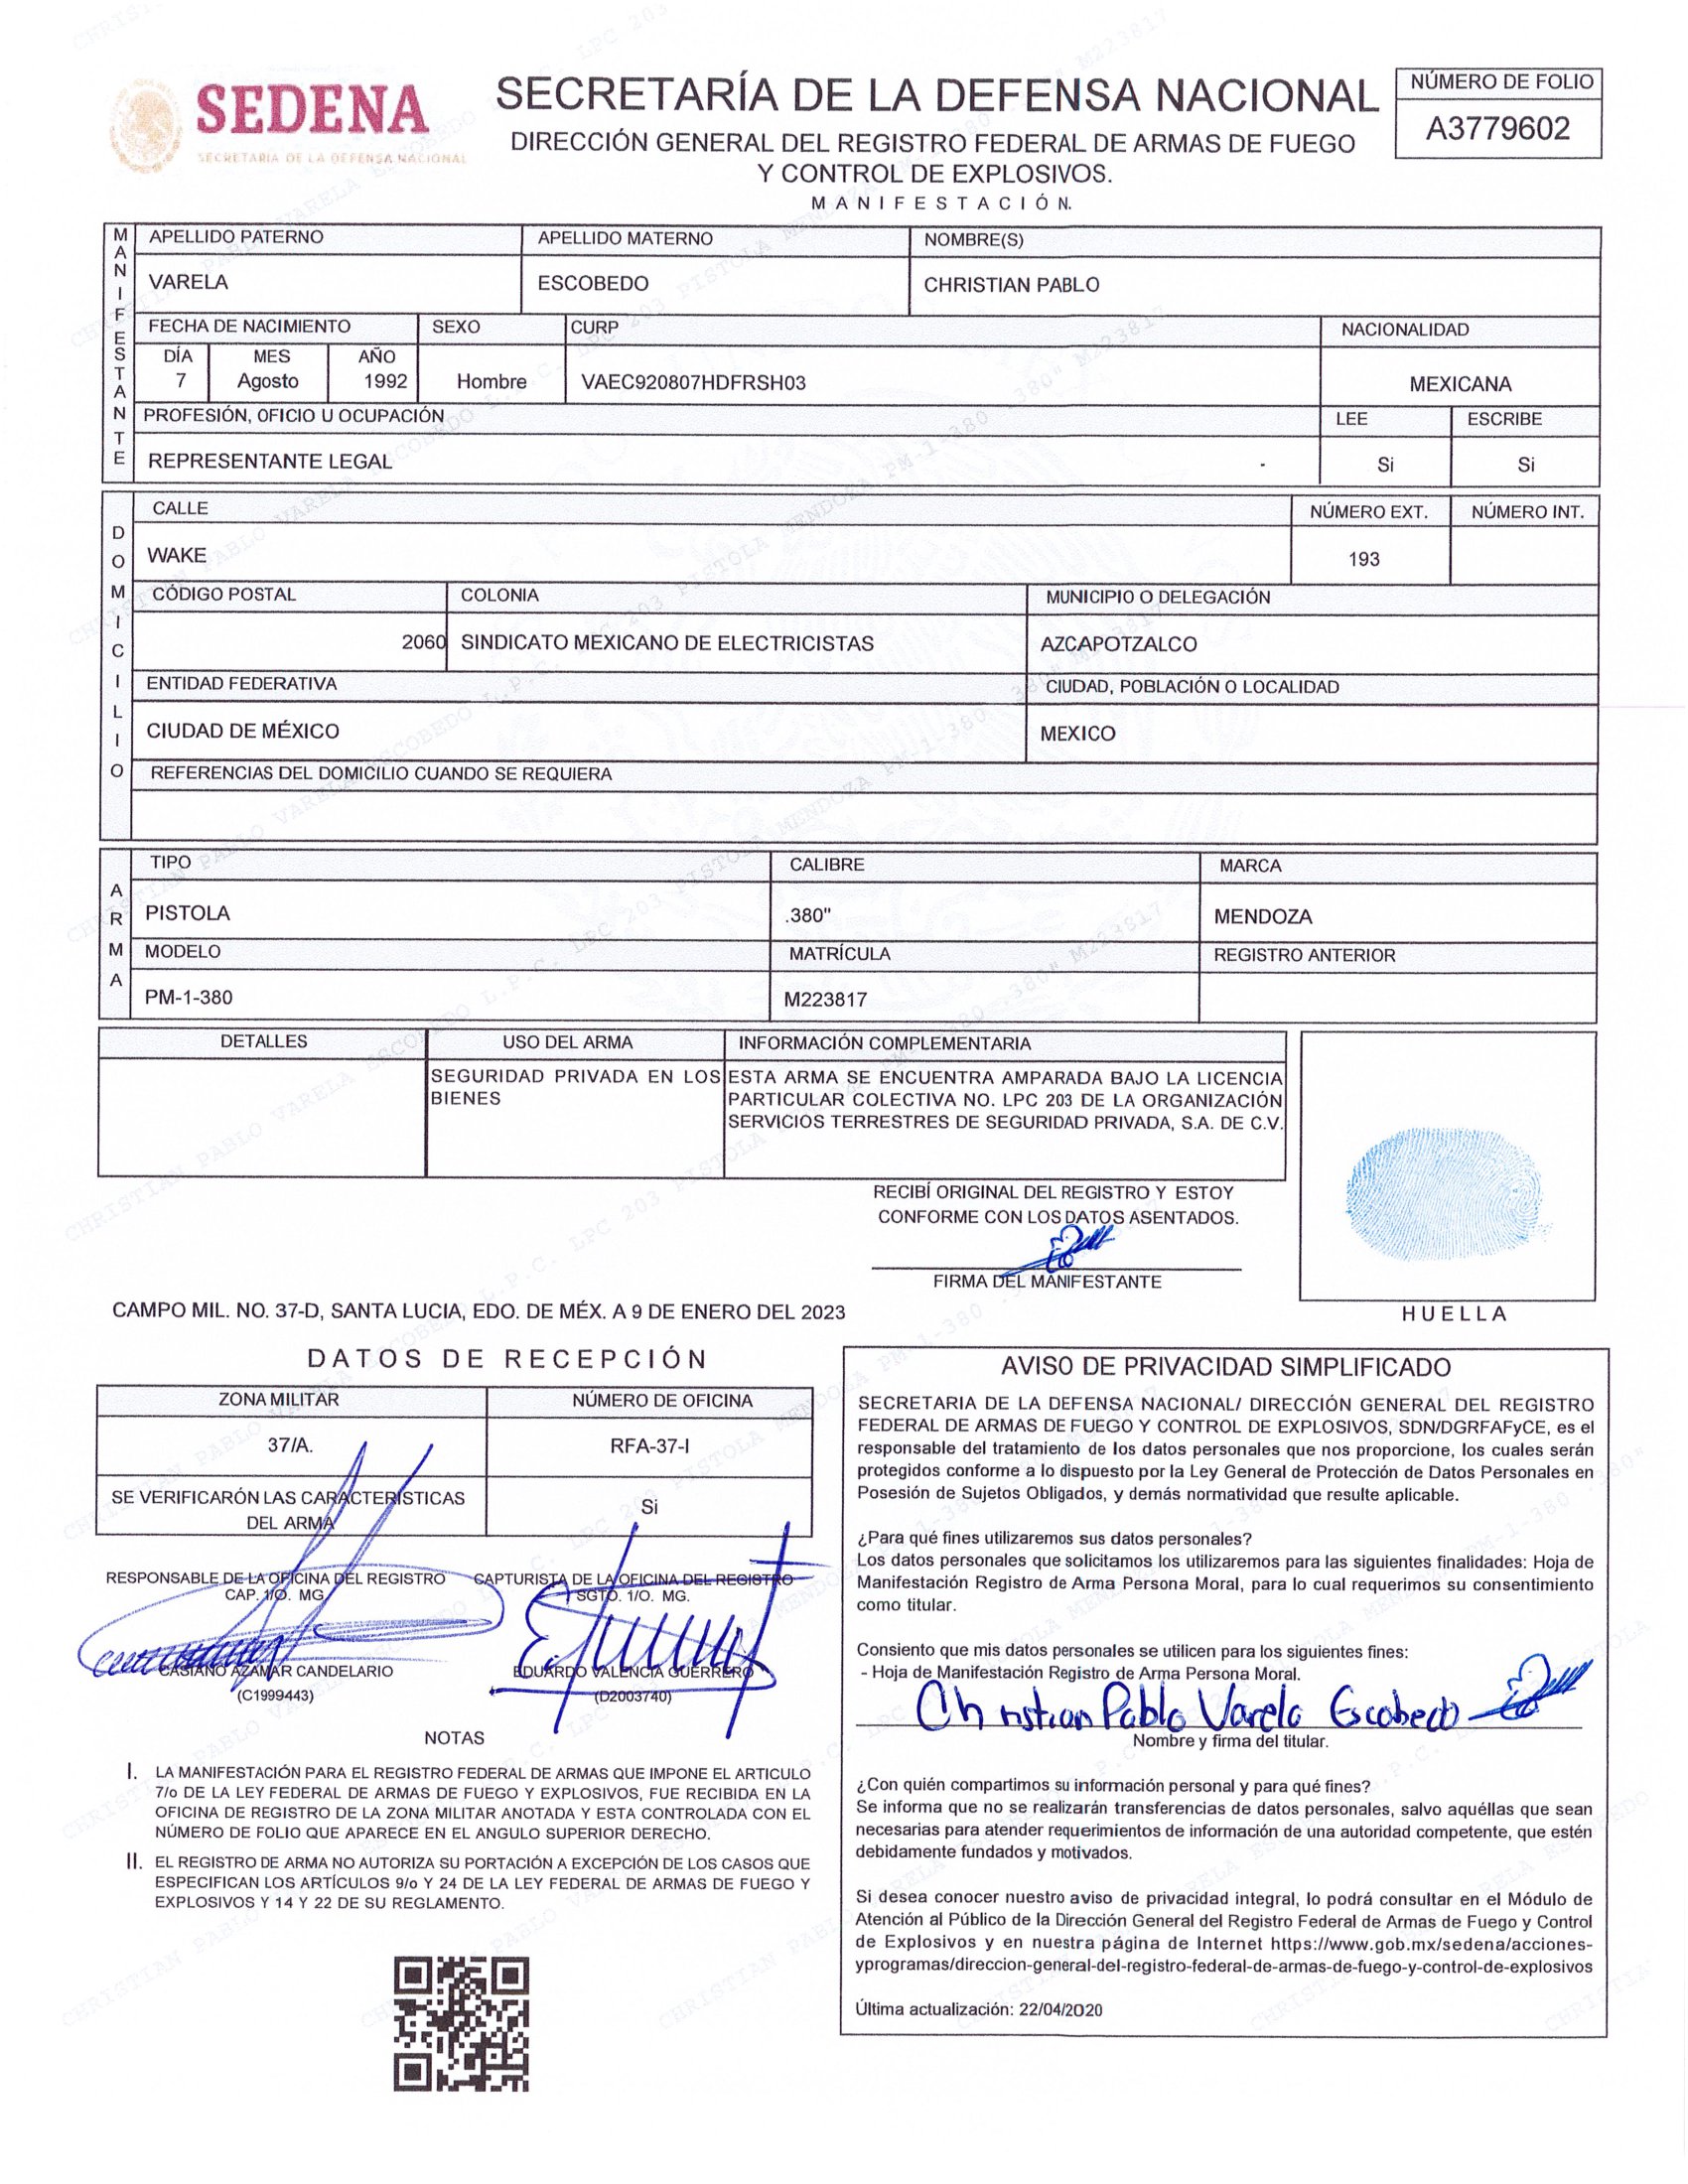 SEDENA
SECRETARÍA DE LA DEFENSA NACIONAL
SECRETARÍA DE LA DEFENSA NACIONAL
DIRECCIÓN GENERAL DEL REGISTRO FEDERAL DE ARMAS DE FUEGO
Y CONTROL DE EXPLOSIVOS.
MANIFESTACIÓN.
NÚMERO DE FOLIO
A3779602
MANIFESTANTE
APELLIDO PATERNO APELLIDO MATERNO NOMBRE(S)
VARELA ESCOBEDO CHRISTIAN PABLO
FECHA DE NACIMIENTO SEXO CURP NACIONALIDAD
DÍA MES AÑO
7 Agosto 1992 Hombre VAEC920807HDFRSH03 MEXICANA
PROFESIÓN, OFICIO U OCUPACIÓN LEE ESCRIBE
REPRESENTANTE LEGAL Si Si
DOMICILIO
CALLE NÚMERO EXT. NÚMERO INT.
WAKE 193
CÓDIGO POSTAL COLONIA MUNICIPIO O DELEGACIÓN
2060 SINDICATO MEXICANO DE ELECTRICISTAS AZCAPOTZALCO
ENTIDAD FEDERATIVA CIUDAD, POBLACIÓN O LOCALIDAD
CIUDAD DE MÉXICO MEXICO
REFERENCIAS DEL DOMICILIO CUANDO SE REQUIERA
ARMA
TIPO CALIBRE MARCA
PISTOLA .380" MENDOZA
MODELO MATRÍCULA REGISTRO ANTERIOR
PM-1-380 M223817
DETALLES USO DEL ARMA INFORMACIÓN COMPLEMENTARIA
SEGURIDAD PRIVADA EN LOS
BIENES
ESTA ARMA SE ENCUENTRA AMPARADA BAJO LA LICENCIA
PARTICULAR COLECTIVA NO. LPC 203 DE LA ORGANIZACIÓN
SERVICIOS TERRESTRES DE SEGURIDAD PRIVADA, S.A. DE C.V.
RECIBÍ ORIGINAL DEL REGISTRO Y ESTOY
CONFORME CON LOS DATOS ASENTADOS.
FIRMA DEL MANIFESTANTE
HUELLA
CAMPO MIL. NO. 37-D, SANTA LUCIA, EDO. DE MÉX. A 9 DE ENERO DEL 2023
DATOS DE RECEPCIÓN
ZONA MILITAR NÚMERO DE OFICINA
37/A. RFA-37-I
SE VERIFICARÓN LAS CARACTERÍSTICAS
DEL ARMA
Si
RESPONSABLE DE LA OFICINA DEL REGISTRO
CAP. 1/O. MG.
CASIANO AZAMAR CANDELARIO
(C1999443)
CAPTURISTA DE LA OFICINA DEL REGISTRO
SGTO. 1/O. MG.
EDUARDO VALENCIA GUERRERO
(D2003740)
NOTAS
I. LA MANIFESTACIÓN PARA EL REGISTRO FEDERAL DE ARMAS QUE IMPONE EL ARTICULO
7/o DE LA LEY FEDERAL DE ARMAS DE FUEGO Y EXPLOSIVOS, FUE RECIBIDA EN LA
OFICINA DE REGISTRO DE LA ZONA MILITAR ANOTADA Y ESTA CONTROLADA CON EL
NÚMERO DE FOLIO QUE APARECE EN EL ANGULO SUPERIOR DERECHO.
II. EL REGISTRO DE ARMA NO AUTORIZA SU PORTACIÓN A EXCEPCIÓN DE LOS CASOS QUE
ESPECIFICAN LOS ARTÍCULOS 9/o Y 24 DE LA LEY FEDERAL DE ARMAS DE FUEGO Y
EXPLOSIVOS Y 14 Y 22 DE SU REGLAMENTO.
AVISO DE PRIVACIDAD SIMPLIFICADO
SECRETARIA DE LA DEFENSA NACIONAL/ DIRECCIÓN GENERAL DEL REGISTRO
FEDERAL DE ARMAS DE FUEGO Y CONTROL DE EXPLOSIVOS, SDN/DGRFAFyCE, es el
responsable del tratamiento de los datos personales que nos proporcione, los cuales serán
protegidos conforme a lo dispuesto por la Ley General de Protección de Datos Personales en
Posesión de Sujetos Obligados, y demás normatividad que resulte aplicable.
¿Para qué fines utilizaremos sus datos personales?
Los datos personales que solicitamos los utilizaremos para las siguientes finalidades: Hoja de
Manifestación Registro de Arma Persona Moral, para lo cual requerimos su consentimiento
como titular.
Consiento que mis datos personales se utilicen para los siguientes fines:
- Hoja de Manifestación Registro de Arma Persona Moral.
Christian Pablo Varela Escobedo
Nombre y firma del titular.
¿Con quién compartimos su información personal y para qué fines?
Se informa que no se realizarán transferencias de datos personales, salvo aquéllas que sean
necesarias para atender requerimientos de información de una autoridad competente, que estén
debidamente fundados y motivados.
Si desea conocer nuestro aviso de privacidad integral, lo podrá consultar en el Módulo de
Atención al Público de la Dirección General del Registro Federal de Armas de Fuego y Control
de Explosivos y en nuestra página de Internet https://www.gob.mx/sedena/acciones-
yprogramas/direccion-general-del-registro-federal-de-armas-de-fuego-y-control-de-explosivos
Última actualización: 22/04/2020